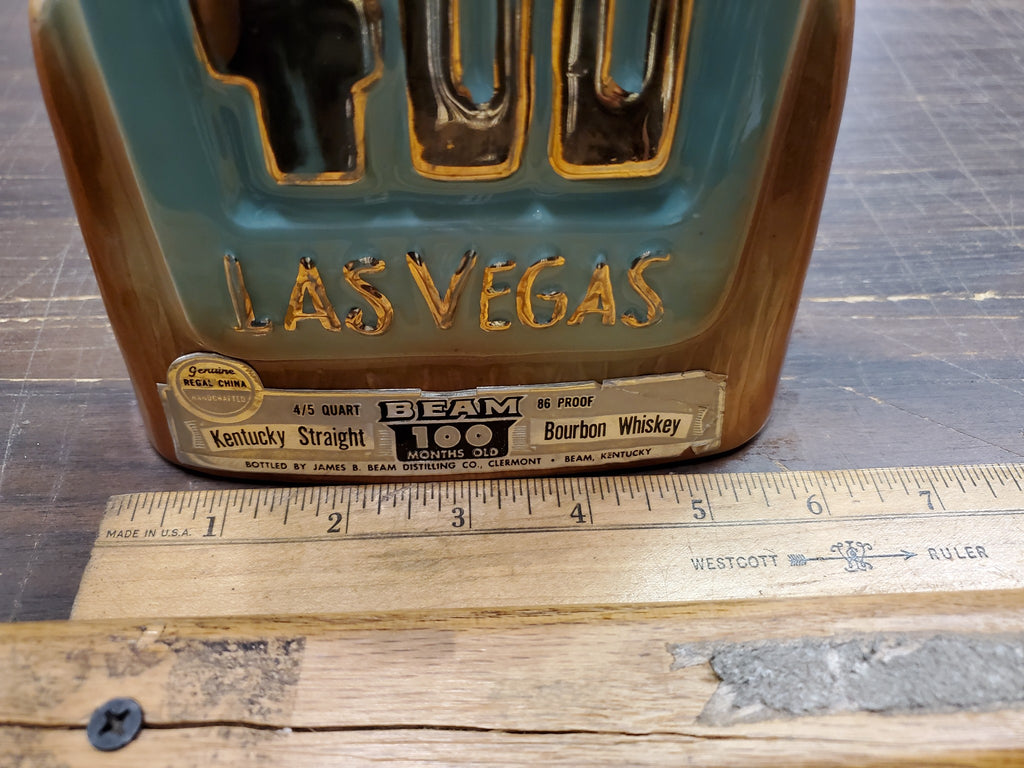 LAS VEGAS
Genuine
REGAL CHINA
HANDCRAFTED
4/5 QUART
BEAM
86 PROOF
Kentucky Straight
100
Bourbon Whiskey
MONTHS OLD
BOTTLED BY JAMES B. BEAM DISTILLING CO., CLERMONT • BEAM, KENTUCKY
1 2 3 4 5 6 7
MADE IN U.S.A.
WESTCOTT RULER